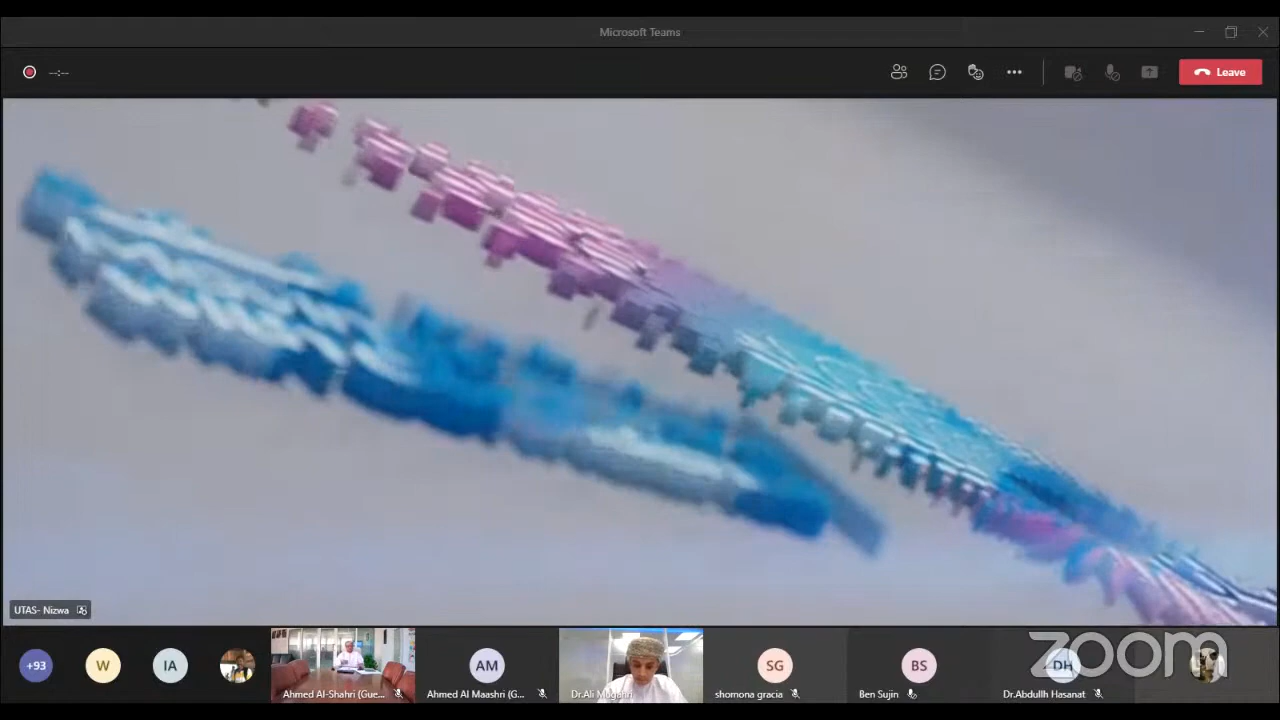 Microsoft Teams
--:--
Leave
UTAS- Nizwa
+93
W
IA
Ahmed Al-Shahri (Gue...
AM
Ahmed Al Maashri (G...
Dr.Ali Mugahri
SG
shomona gracia
BS
Ben Sujin
DH
Dr.Abdullh Hasanat
zoom